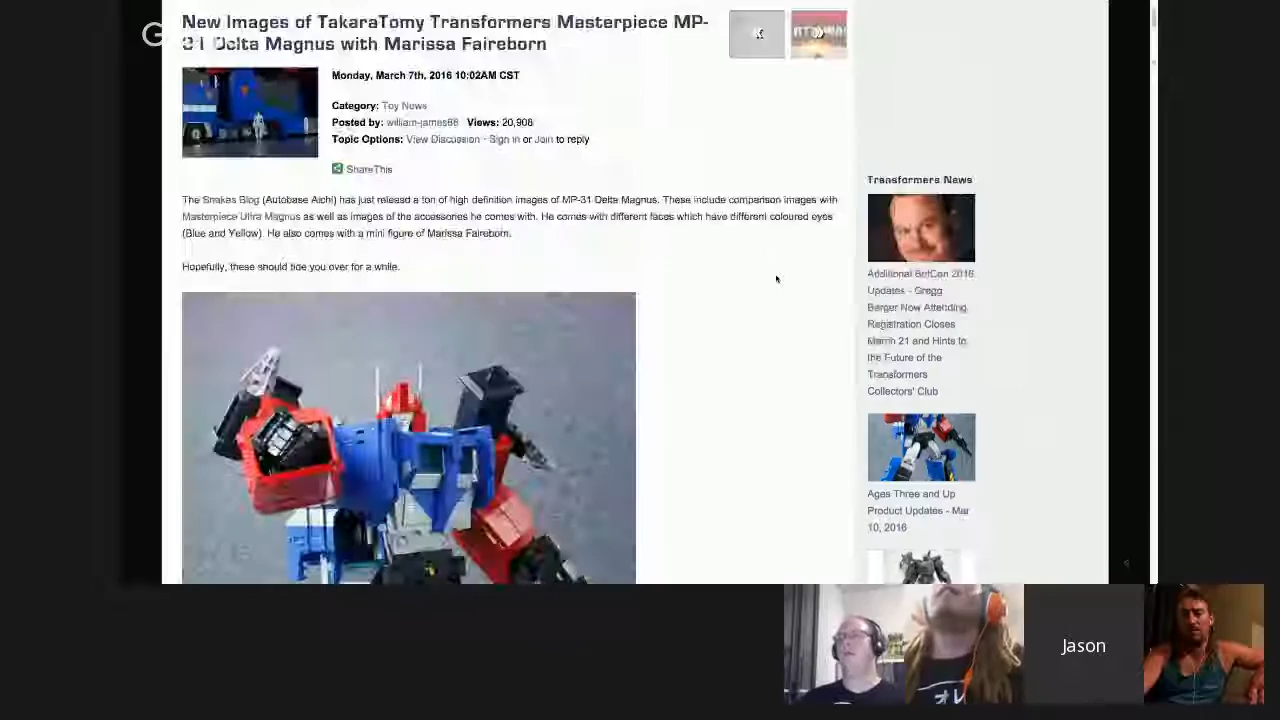 New Images of TakaraTomy Transformers Masterpiece MP-
31 Delta Magnus with Marissa Faireborn
Monday, March 7th, 2016 10:02AM CST
Category: Toy News
Posted by: william-james88 Views: 20,908
Topic Options: View Discussion · Sign in or Join to reply
ShareThis
The Snakas Blog (Autobase Aichi) has just relesed a ton of high definition images of MP-31 Delta Magnus. These include comparison images with
Masterpiece Ultra Magnus as well as images of the accessories he comes with. He comes with different faces which have different coloured eyes
(Blue and Yellow). He also comes with a mini figure of Marissa Faireborn.
Hopefully, these should tide you over for a while.
Transformers News
Additional BotCon 2016
Updates - Gregg
Berger Now Attending,
Registration Closes
March 21 and Hints to
the Future of the
Transformers
Collectors' Club
Ages Three and Up
Product Updates - Mar
10, 2016
Jason